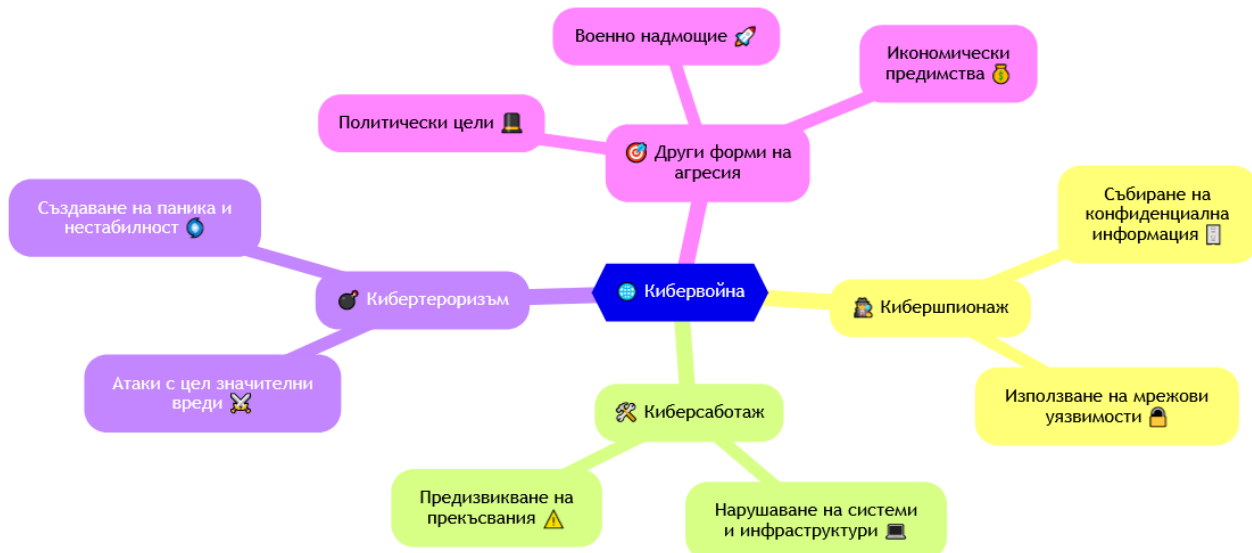 Военно надмощие 🚀
Икономически
предимства 💰
Политически цели 🎩
🎯 Други форми на
агресия
Създаване на паника и
нестабилност 🌀
Събиране на
конфиденциална
информация 🗄
💣 Кибертероризъм
🌐 Кибервойна
🕵 Кибершпионаж
Атаки с цел значителни
вреди ⚔
🛠 Киберсаботаж
Използване на мрежови
уязвимости 🔒
Предизвикване на
прекъсвания ⚠
Нарушаване на системи
и инфраструктури 💻